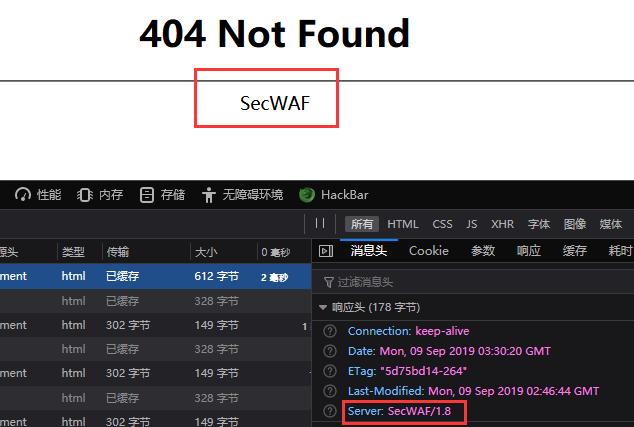 404 Not Found
SecWAF
性能 内存 存储 无障碍环境 HackBar
所有 HTML CSS JS XHR 字体 图像 媒体
源头 类型 传输 大小 0 毫秒 消息头 Cookie 参数 响应 缓存 耗时
ment html 已缓存 612 字节 2 毫秒
过滤消息头
ment html 已缓存 328 字节
响应头 (178 字节)
ment html 302 字节 149 字节 1
Connection: keep-alive
ment html 已缓存 328 字节
Date: Mon, 09 Sep 2019 03:30:20 GMT
ment html 302 字节 149 字节
ETag: "5d75bd14-264"
ment html 已缓存 328 字节
Last-Modified: Mon, 09 Sep 2019 02:46:44 GMT
ment html 302 字节 149 字节
Server: SecWAF/1.8